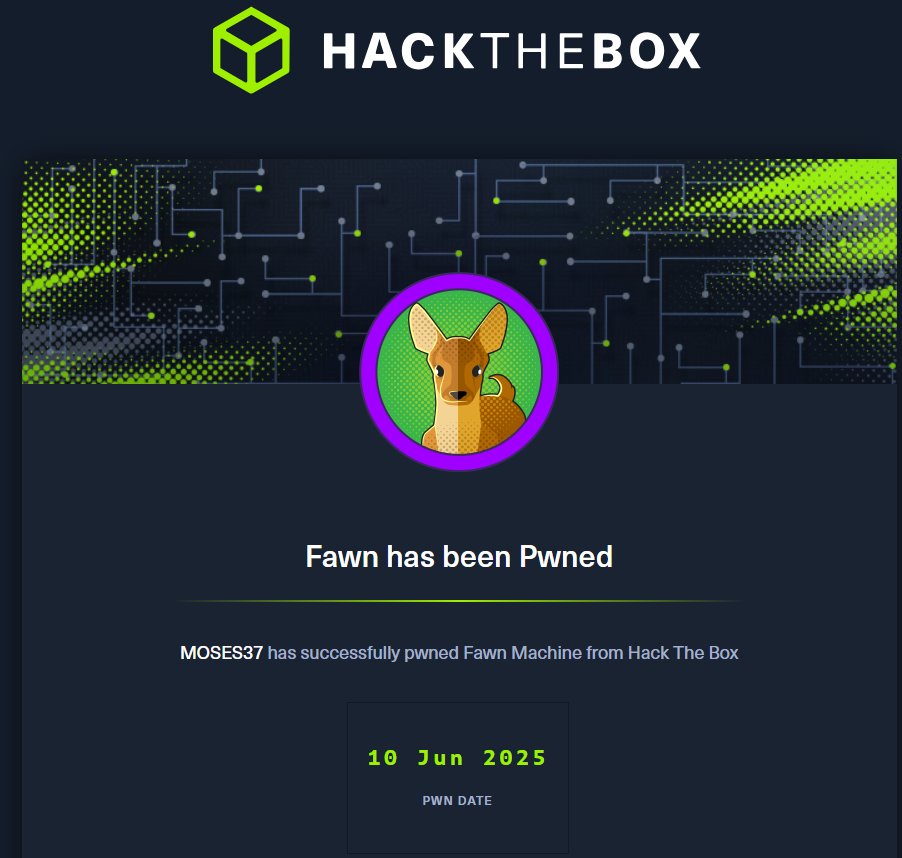 HACKTHEBOX
Fawn has been Pwned
MOSES37 has successfully pwned Fawn Machine from Hack The Box
10 Jun 2025
PWN DATE